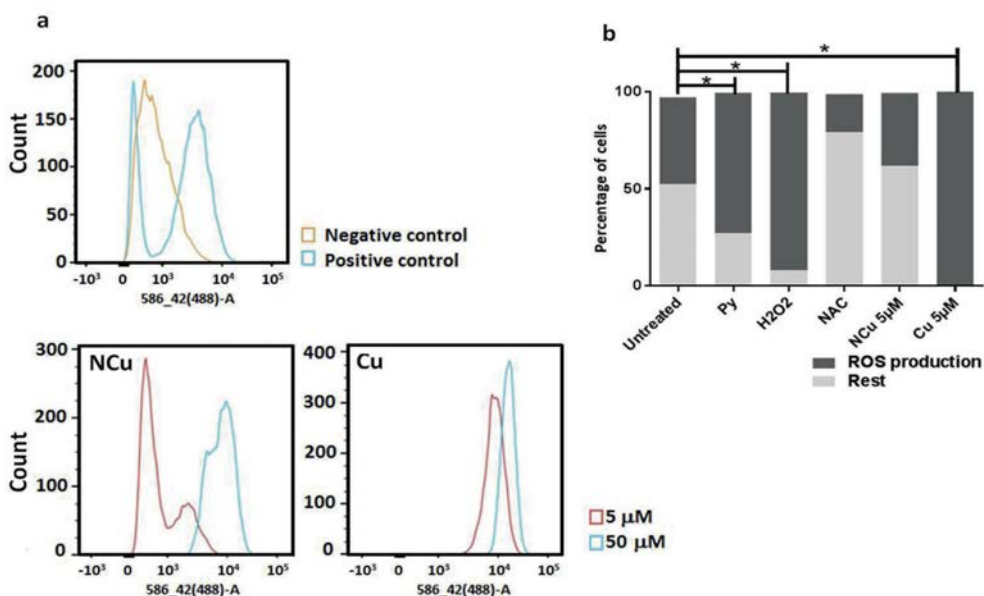 a
200
150
100
50
0
Count
-10³ 0 10³ 10⁴ 10⁵
586_42(488)-A
Negative control
Positive control
NCu
300
200
100
0
Count
-10³ 0 10³ 10⁴ 10⁵
586_42(488)-A
Cu
400
300
200
100
0
-10³ 0 10³ 10⁴ 10⁵
586_42(488)-A
5 µM
50 µM
b
*
*
*
100
50
0
Percentage of cells
Untreated
Py
H2O2
NAC
NCu 5µM
Cu 5µM
ROS production
Rest